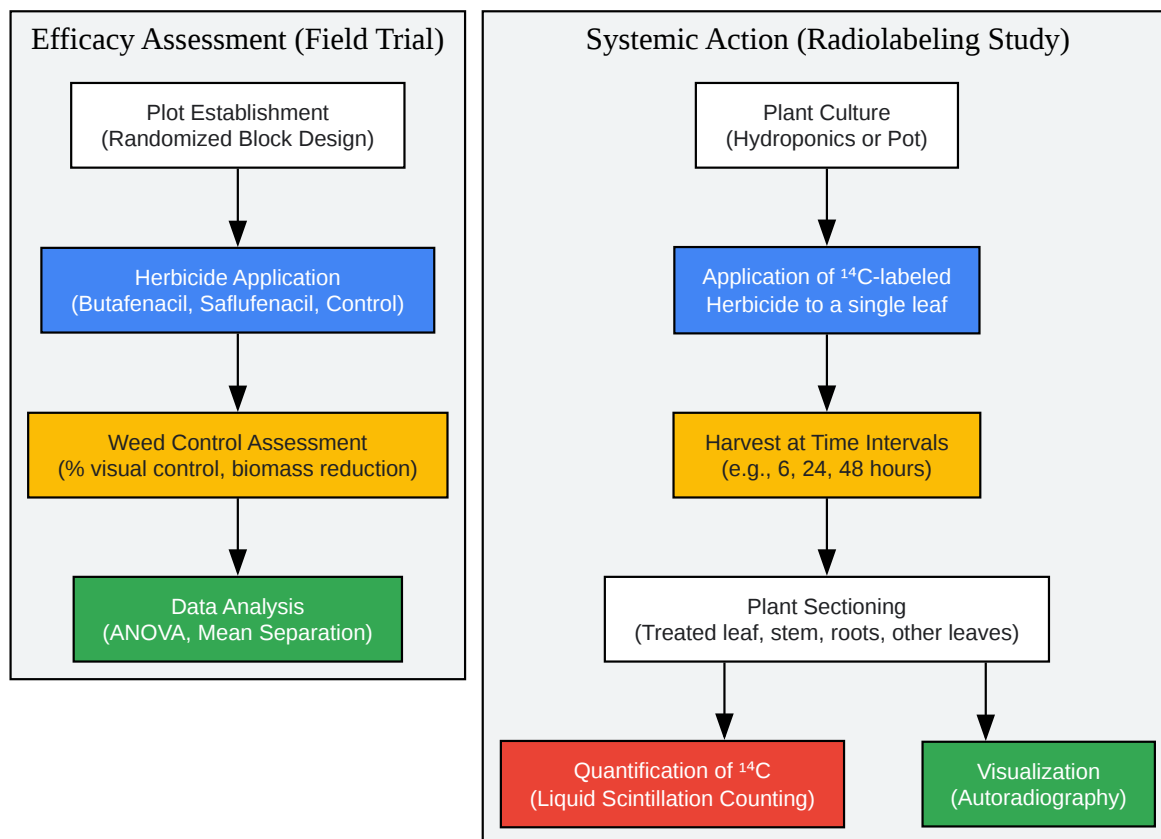 Efficacy Assessment (Field Trial)
Plot Establishment
(Randomized Block Design)
Herbicide Application
(Butafenacil, Saflufenacil, Control)
Weed Control Assessment
(% visual control, biomass reduction)
Data Analysis
(ANOVA, Mean Separation)
Systemic Action (Radiolabeling Study)
Plant Culture
(Hydroponics or Pot)
Application of ¹⁴C-labeled
Herbicide to a single leaf
Harvest at Time Intervals
(e.g., 6, 24, 48 hours)
Plant Sectioning
(Treated leaf, stem, roots, other leaves)
Quantification of ¹⁴C
(Liquid Scintillation Counting)
Visualization
(Autoradiography)